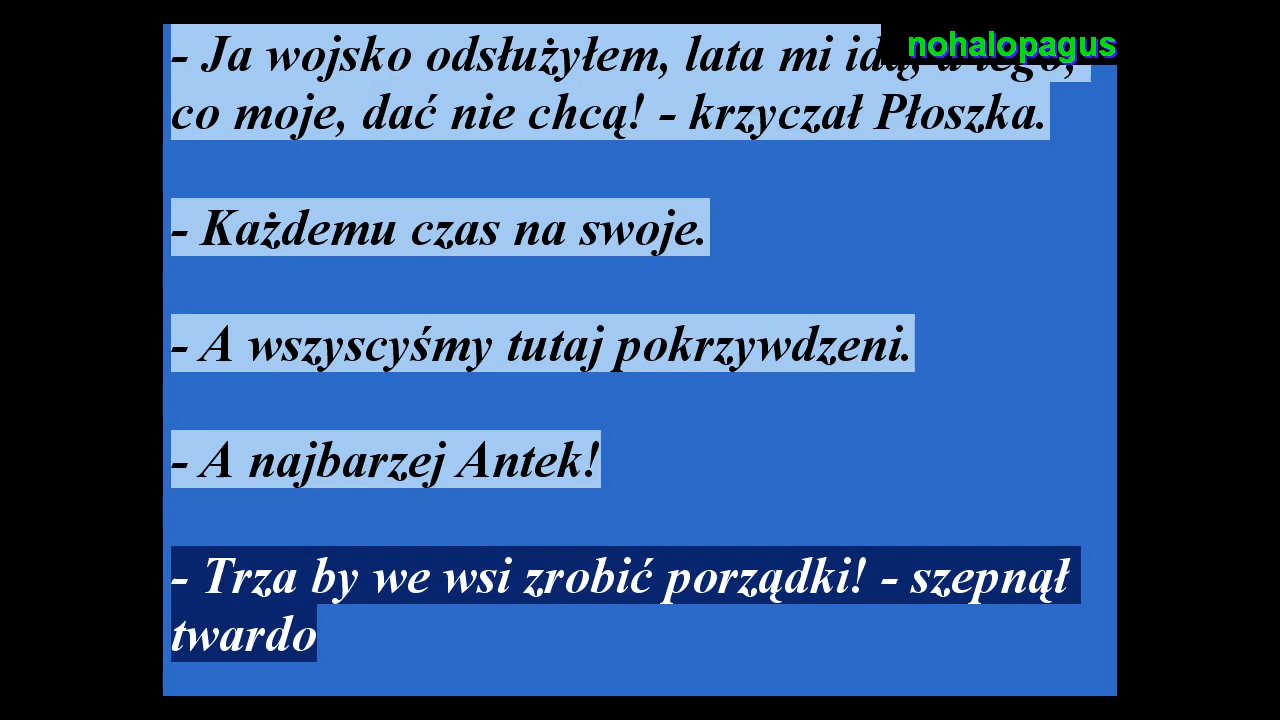 - Ja wojsko odsłużyłem, lata mi idą, a tego,
nohalopagus
co moje, dać nie chcą! - krzyczał Płoszka.
- Każdemu czas na swoje.
- A wszyscyśmy tutaj pokrzywdzeni.
- A najbarzej Antek!
- Trza by we wsi zrobić porządki! - szepnął
twardo